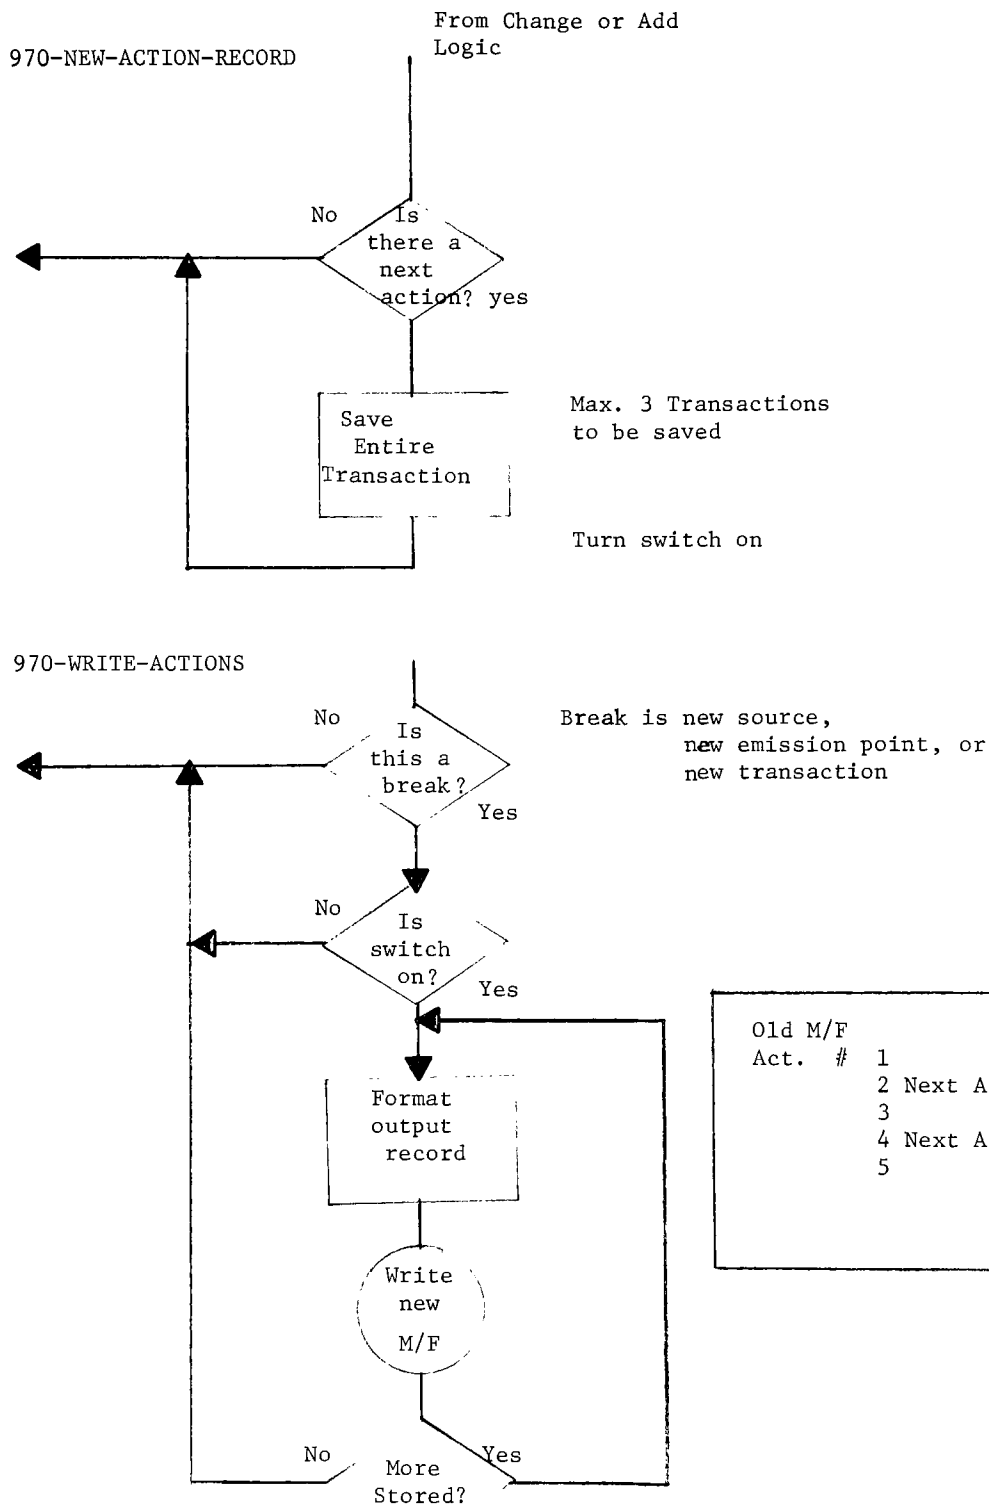 From Change or Add
Logic
970-NEW-ACTION-RECORD
No
Is
there a
next
action? yes
Save
Entire
Transaction
Max. 3 Transactions
to be saved
Turn switch on
970-WRITE-ACTIONS
No
Is
this a
break?
Yes
Break is new source,
new emission point, or
new transaction
No
Is
switch
on?
Yes
Old M/F
Act. # 1
2 Next A
3
4 Next A
5
Format
output
record
Write
new
M/F
No
Yes
More
Stored?